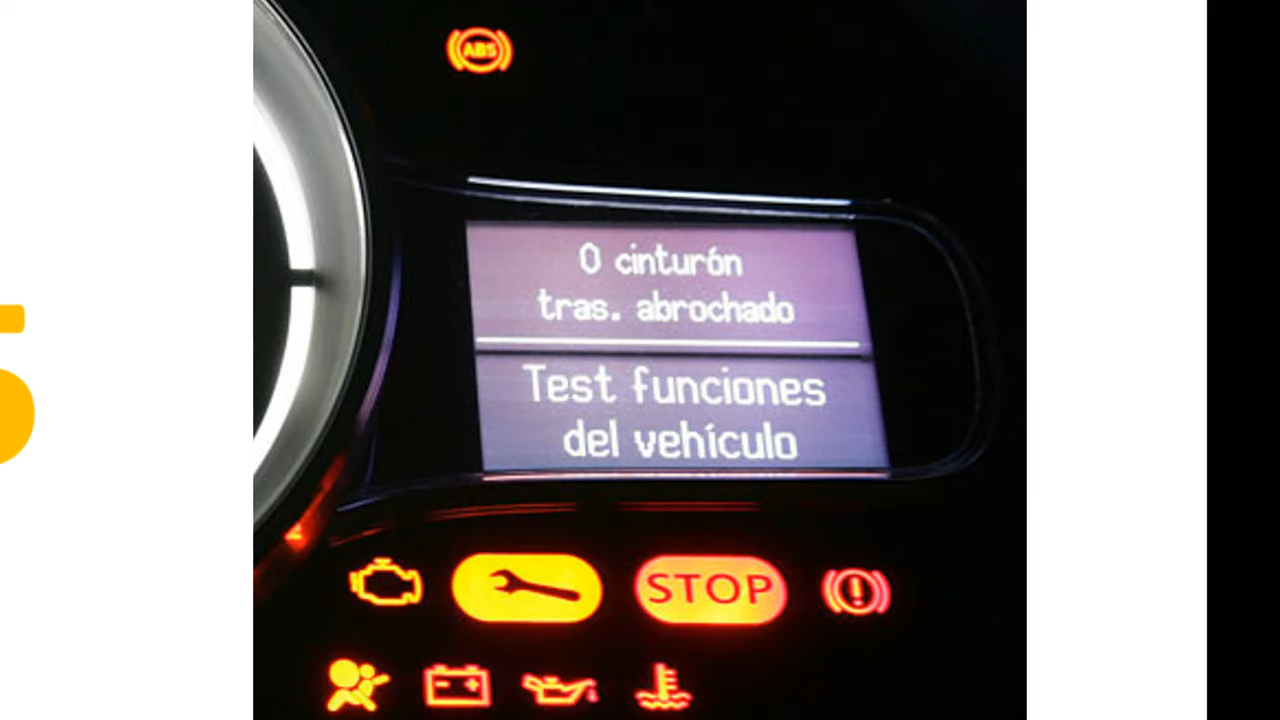 ABS
0 cinturón
tras. abrochado
Test funciones
del vehículo
STOP